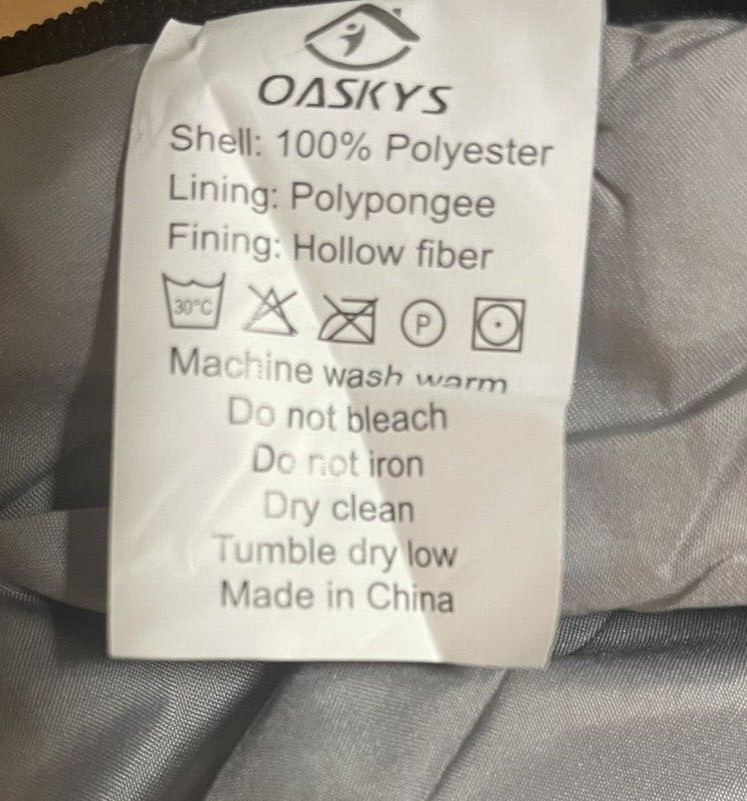 OASKYS
Shell: 100% Polyester
Lining: Polypongee
Fining: Hollow fiber
30°C P
Machine wash warm
Do not bleach
Do not iron
Dry clean
Tumble dry low
Made in China